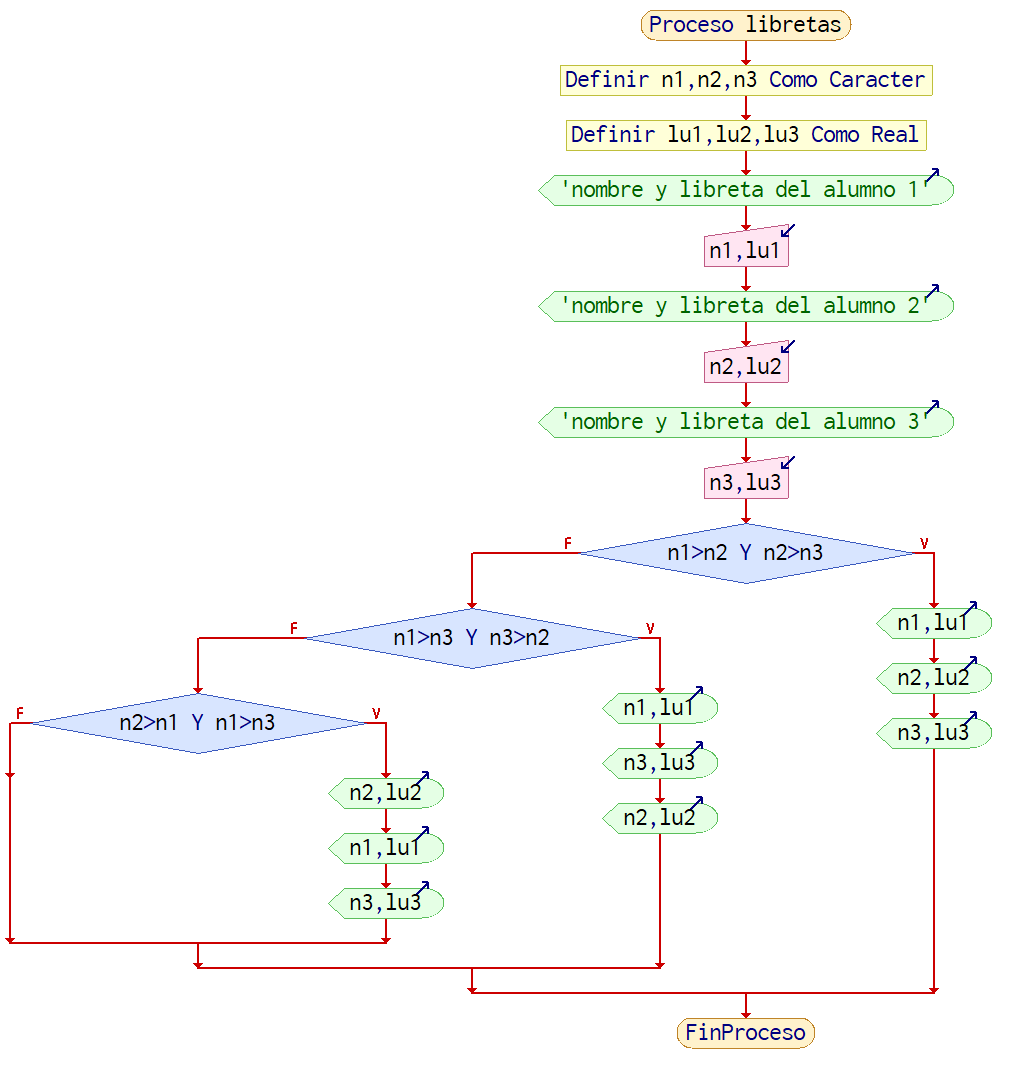 Proceso libretas
Definir n1,n2,n3 Como Caracter
Definir lu1,lu2,lu3 Como Real
'nombre y libreta del alumno 1'
n1,lu1
'nombre y libreta del alumno 2'
n2,lu2
'nombre y libreta del alumno 3'
n3,lu3
n1>n2 Y n2>n3
F
V
n1,lu1
n2,lu2
n3,lu3
n1>n3 Y n3>n2
F
V
n1,lu1
n3,lu3
n2,lu2
n2>n1 Y n1>n3
F
V
n2,lu2
n1,lu1
n3,lu3
FinProceso